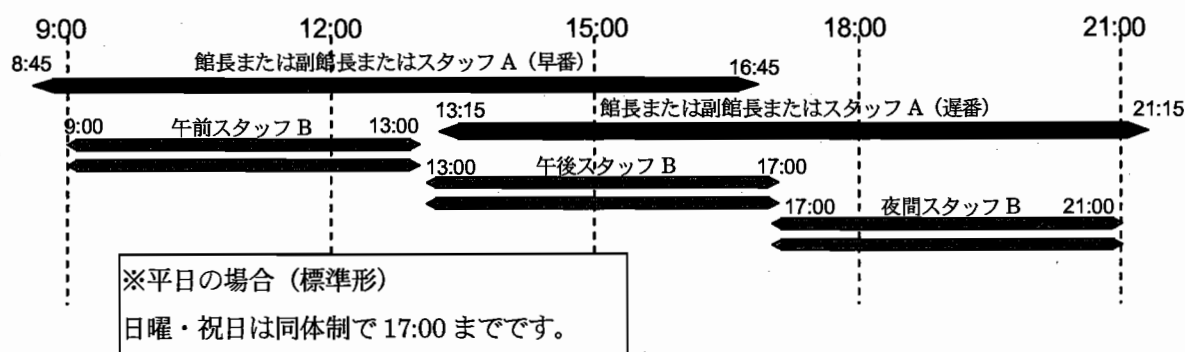 9:00 12:00 15:00 18:00 21:00
8:45 館長または副館長またはスタッフA（早番） 16:45
13:15 館長または副館長またはスタッフA（遅番） 21:15
9:00 午前スタッフB 13:00
13:00 午後スタッフB 17:00
17:00 夜間スタッフB 21:00
※平日の場合（標準形）
日曜・祝日は同体制で17:00までです。